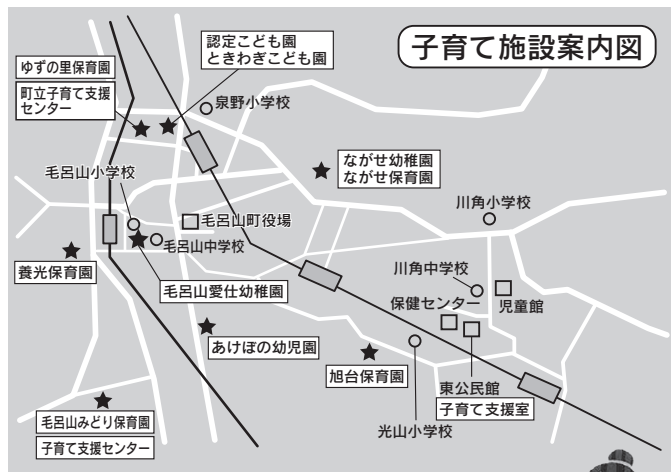 子育て施設案内図
認定こども園
ときわぎこども園
ゆずの里保育園
町立子育て支援
センター
泉野小学校
ながせ幼稚園
ながせ保育園
毛呂山小学校
川角小学校
毛呂山町役場
毛呂山中学校
養光保育園
毛呂山愛仕幼稚園
川角中学校
児童館
保健センター
あけぼの幼児園
旭台保育園
東公民館
子育て支援室
光山小学校
毛呂山みどり保育園
子育て支援センター